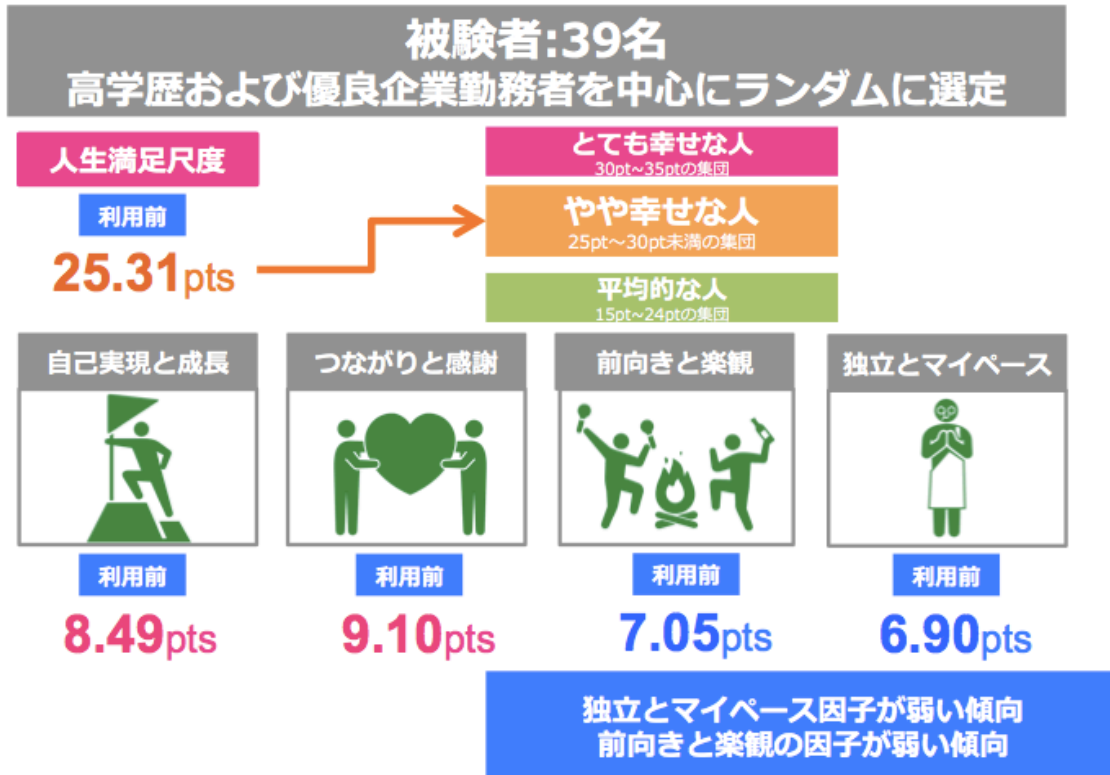 被験者:39名
高学歴および優良企業勤務者を中心にランダムに選定
人生満足尺度
利用前
25.31pts
とても幸せな人
30pt~35ptの集団
やや幸せな人
25pt～30pt未満の集団
平均的な人
15pt~24ptの集団
自己実現と成長
利用前
8.49pts
つながりと感謝
利用前
9.10pts
前向きと楽観
利用前
7.05pts
独立とマイペース
利用前
6.90pts
独立とマイペース因子が弱い傾向
前向きと楽観の因子が弱い傾向